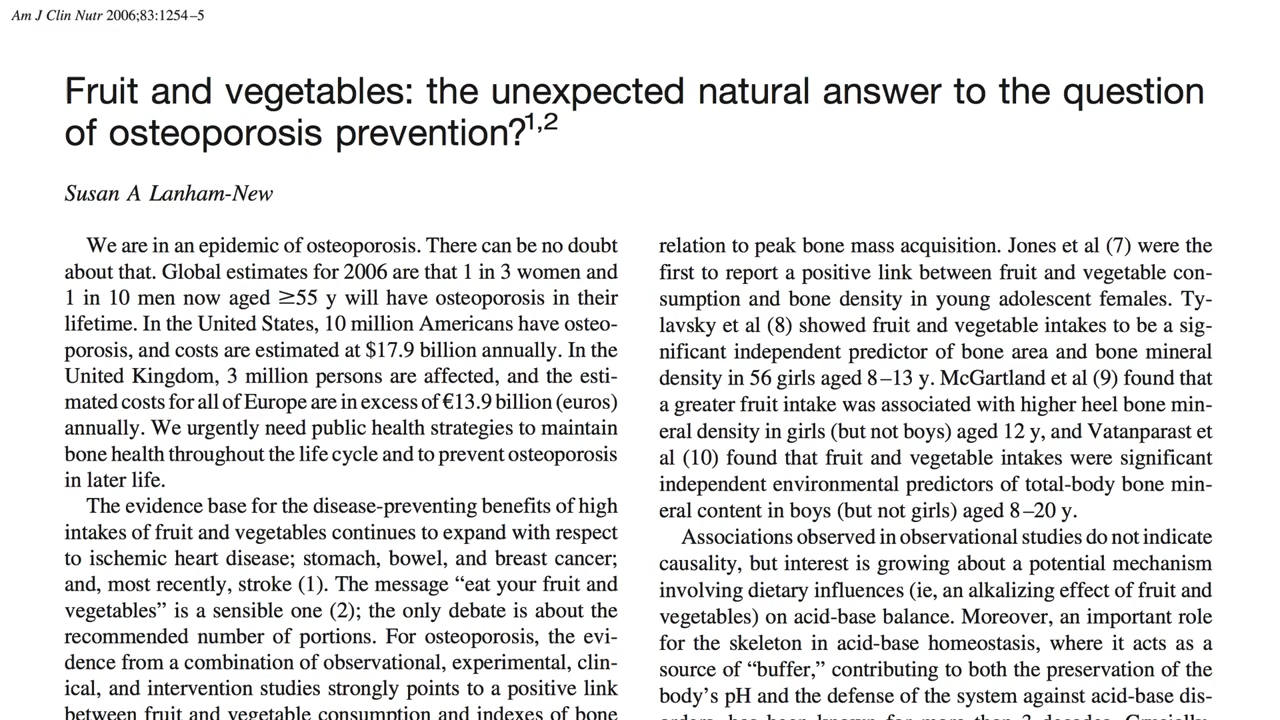 Am J Clin Nutr 2006;83:1254–5
Fruit and vegetables: the unexpected natural answer to the question
of osteoporosis prevention?1,2
Susan A Lanham-New
We are in an epidemic of osteoporosis. There can be no doubt
about that. Global estimates for 2006 are that 1 in 3 women and
1 in 10 men now aged ≥55 y will have osteoporosis in their
lifetime. In the United States, 10 million Americans have osteo-
porosis, and costs are estimated at $17.9 billion annually. In the
United Kingdom, 3 million persons are affected, and the esti-
mated costs for all of Europe are in excess of €13.9 billion (euros)
annually. We urgently need public health strategies to maintain
bone health throughout the life cycle and to prevent osteoporosis
in later life.
The evidence base for the disease-preventing benefits of high
intakes of fruit and vegetables continues to expand with respect
to ischemic heart disease; stomach, bowel, and breast cancer;
and, most recently, stroke (1). The message “eat your fruit and
vegetables” is a sensible one (2); the only debate is about the
recommended number of portions. For osteoporosis, the evi-
dence from a combination of observational, experimental, clin-
ical, and intervention studies strongly points to a positive link
between fruit and vegetable consumption and indexes of bone
relation to peak bone mass acquisition. Jones et al (7) were the
first to report a positive link between fruit and vegetable con-
sumption and bone density in young adolescent females. Ty-
lavsky et al (8) showed fruit and vegetable intakes to be a sig-
nificant independent predictor of bone area and bone mineral
density in 56 girls aged 8–13 y. McGartland et al (9) found that
a greater fruit intake was associated with higher heel bone min-
eral density in girls (but not boys) aged 12 y, and Vatanparast et
al (10) found that fruit and vegetable intakes were significant
independent environmental predictors of total-body bone min-
eral content in boys (but not girls) aged 8–20 y.
Associations observed in observational studies do not indicate
causality, but interest is growing about a potential mechanism
involving dietary influences (ie, an alkalizing effect of fruit and
vegetables) on acid-base balance. Moreover, an important role
for the skeleton in acid-base homeostasis, where it acts as a
source of “buffer,” contributing to both the preservation of the
body’s pH and the defense of the system against acid-base dis-
orders, has been known for more than 3 decades. Crucially,